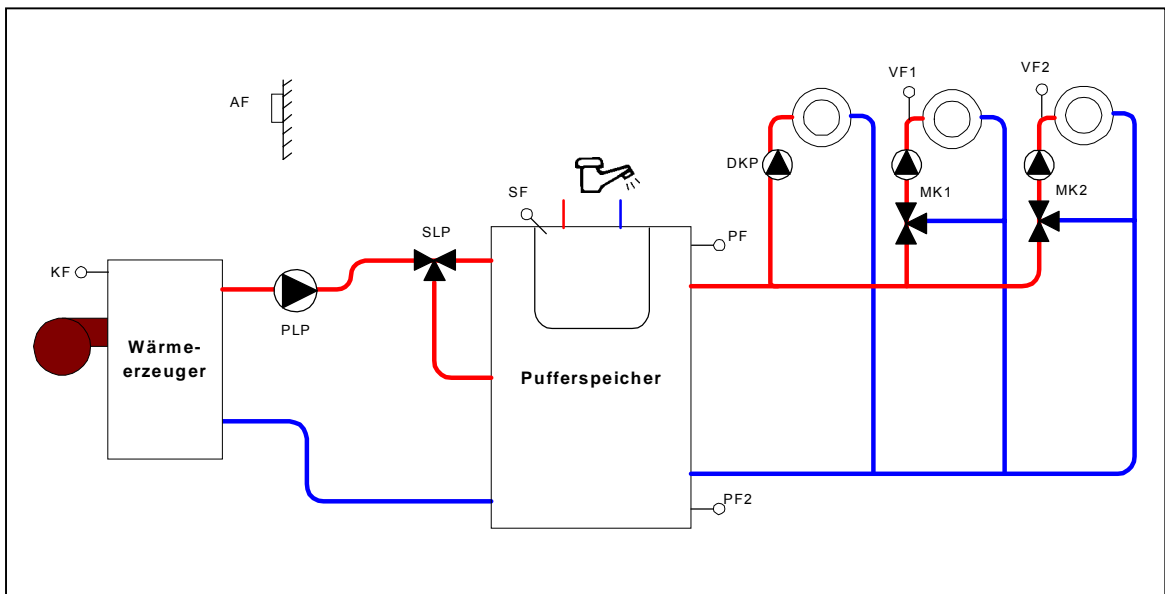 AF
VF1
VF2
DKP
MK1
MK2
SF
SLP
PF
KF
PLP
Wärme-
erzeuger
Pufferspeicher
PF2